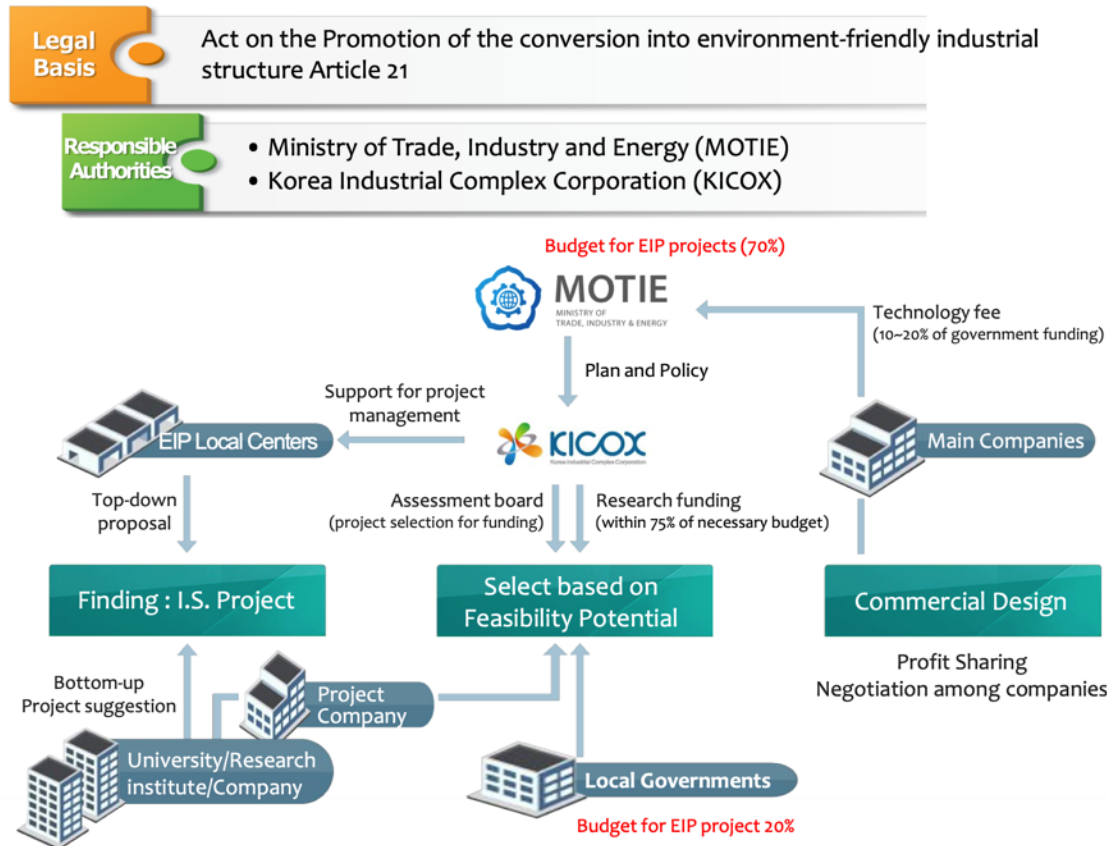 Legal
Basis
Act on the Promotion of the conversion into environment-friendly industrial
structure Article 21
Responsible
Authorities
• Ministry of Trade, Industry and Energy (MOTIE)
• Korea Industrial Complex Corporation (KICOX)
Budget for EIP projects (70%)
MOTIE
MINISTRY OF
TRADE, INDUSTRY & ENERGY
Technology fee
(10~20% of government funding)
Plan and Policy
Support for project
management
EIP Local Centers
KICOX
Korea Industrial Complex Corporation
Main Companies
Top-down
proposal
Assessment board
(project selection for funding)
Research funding
(within 75% of necessary budget)
Finding : I.S. Project
Select based on
Feasibility Potential
Commercial Design
Profit Sharing
Negotiation among companies
Bottom-up
Project suggestion
Project
Company
University/Research
institute/Company
Local Governments
Budget for EIP project 20%